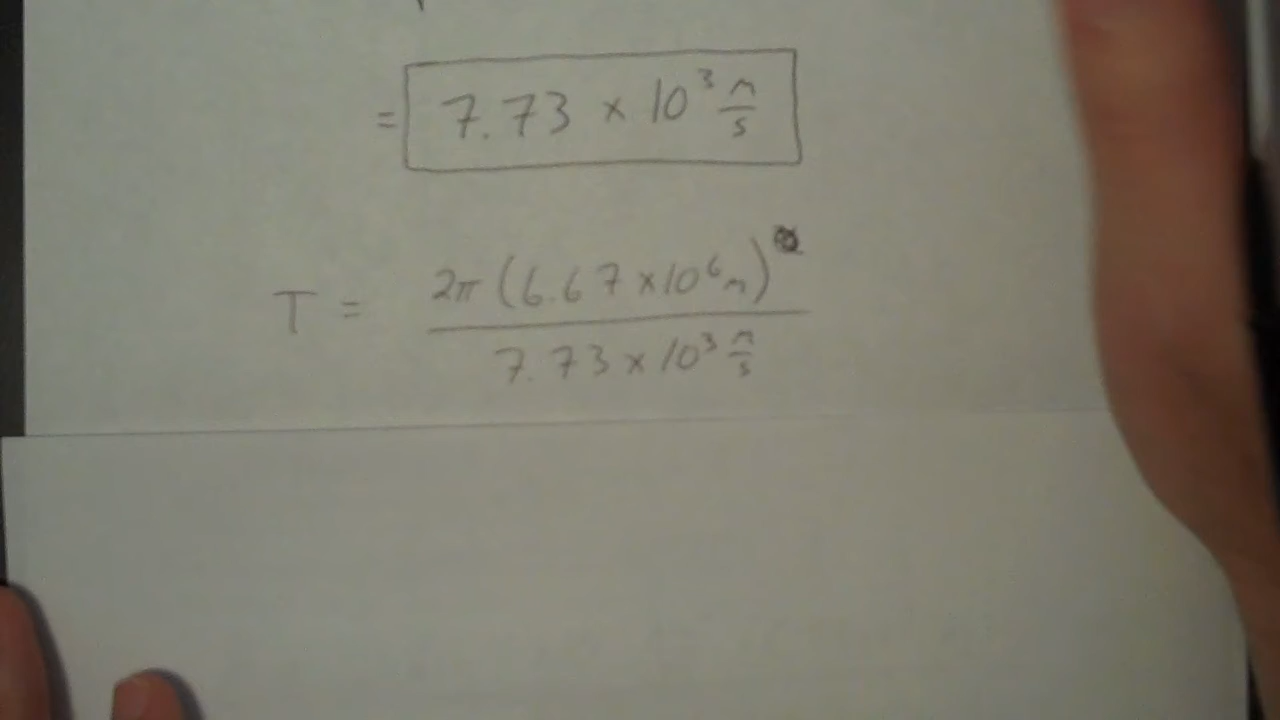 = 7.73 × 10³ m/s
T = 2π (6.67 × 10⁶ m) / 7.73 × 10³ m/s